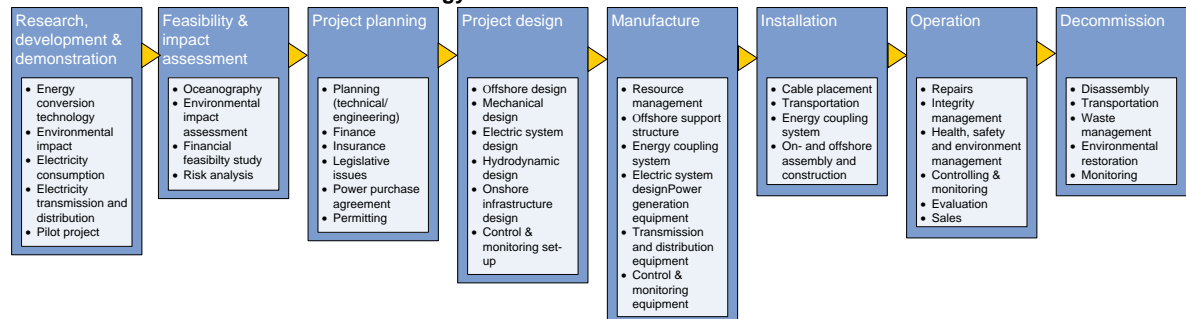 Research,
development &
demonstration
• Energy
conversion
technology
• Environmental
impact
• Electricity
consumption
• Electricity
transmission and
distribution
• Pilot project
Feasibility &
impact
assessment
• Oceanography
• Environmental
impact
assessment
• Financial
feasibilty study
• Risk analysis
Project planning
• Planning
(technical/
engineering)
• Finance
• Insurance
• Legislative
issues
• Power purchase
agreement
• Permitting
Project design
• Offshore design
• Mechanical
design
• Electric system
design
• Hydrodynamic
design
• Onshore
infrastructure
design
• Control &
monitoring set-
up
Manufacture
• Resource
management
• Offshore support
structure
• Energy coupling
system
• Electric system
designPower
generation
equipment
• Transmission
and distribution
equipment
• Control &
monitoring
equipment
Installation
• Cable placement
• Transportation
• Energy coupling
system
• On- and offshore
assembly and
construction
Operation
• Repairs
• Integrity
management
• Health, safety
and environment
management
• Controlling &
monitoring
• Evaluation
• Sales
Decommission
• Disassembly
• Transportation
• Waste
management
• Environmental
restoration
• Monitoring